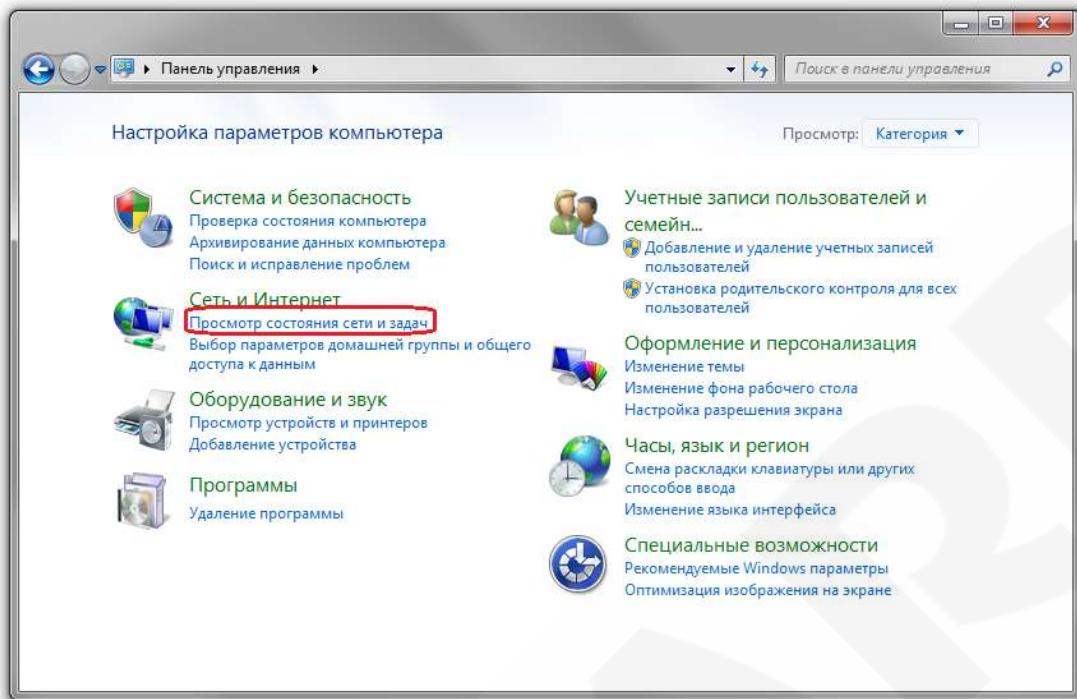 Панель управления
Поиск в панели управления
Настройка параметров компьютера
Просмотр: Категория
Система и безопасность
Проверка состояния компьютера
Архивирование данных компьютера
Поиск и исправление проблем
Сеть и Интернет
Просмотр состояния сети и задач
Выбор параметров домашней группы и общего
доступа к данным
Оборудование и звук
Просмотр устройств и принтеров
Добавление устройства
Программы
Удаление программы
Учетные записи пользователей и
семейн...
Добавление и удаление учетных записей
пользователей
Установка родительского контроля для всех
пользователей
Оформление и персонализация
Изменение темы
Изменение фона рабочего стола
Настройка разрешения экрана
Часы, язык и регион
Смена раскладки клавиатуры или других
способов ввода
Изменение языка интерфейса
Специальные возможности
Рекомендуемые Windows параметры
Оптимизация изображения на экране